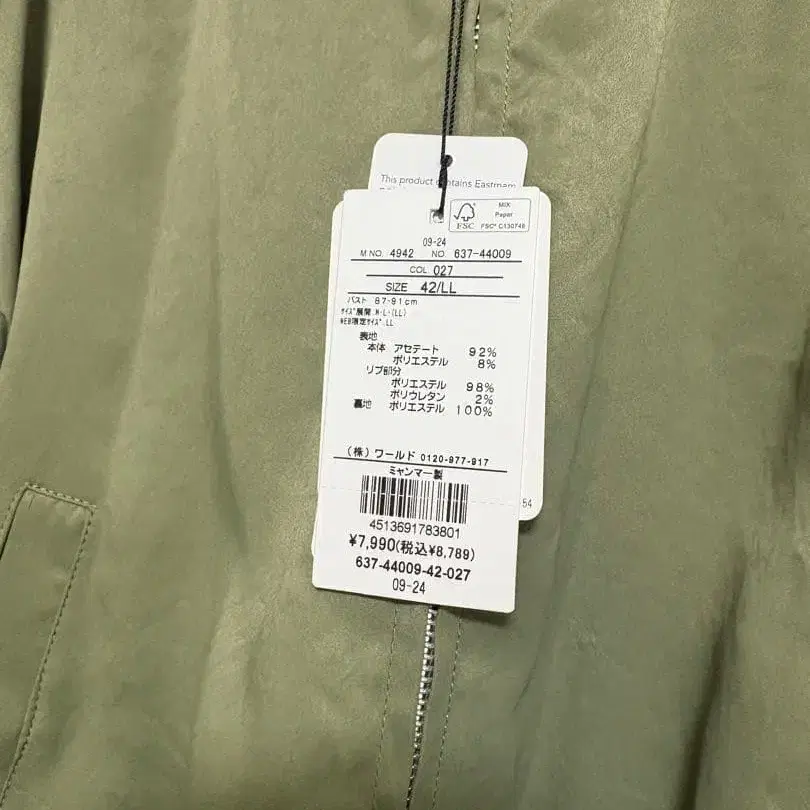 This product contains Eastman
MIX
Paper
FSC
FSC® C130748
09-24
M NO. 4942 NO. 637-44009
COL 027
SIZE 42/LL
バスト 87-91cm
サイズ展開:M・L・(LL)
WEB限定サイズ:LL
表地
本体 アセテート 92%
ポリエステル 8%
リブ部分
ポリエステル 98%
ポリウレタン 2%
裏地 ポリエステル 100%
(株)ワールド 0120-977-917
ミャンマー製
4513691783801
¥7,990(税込¥8,789)
637-44009-42-027
09-24
54